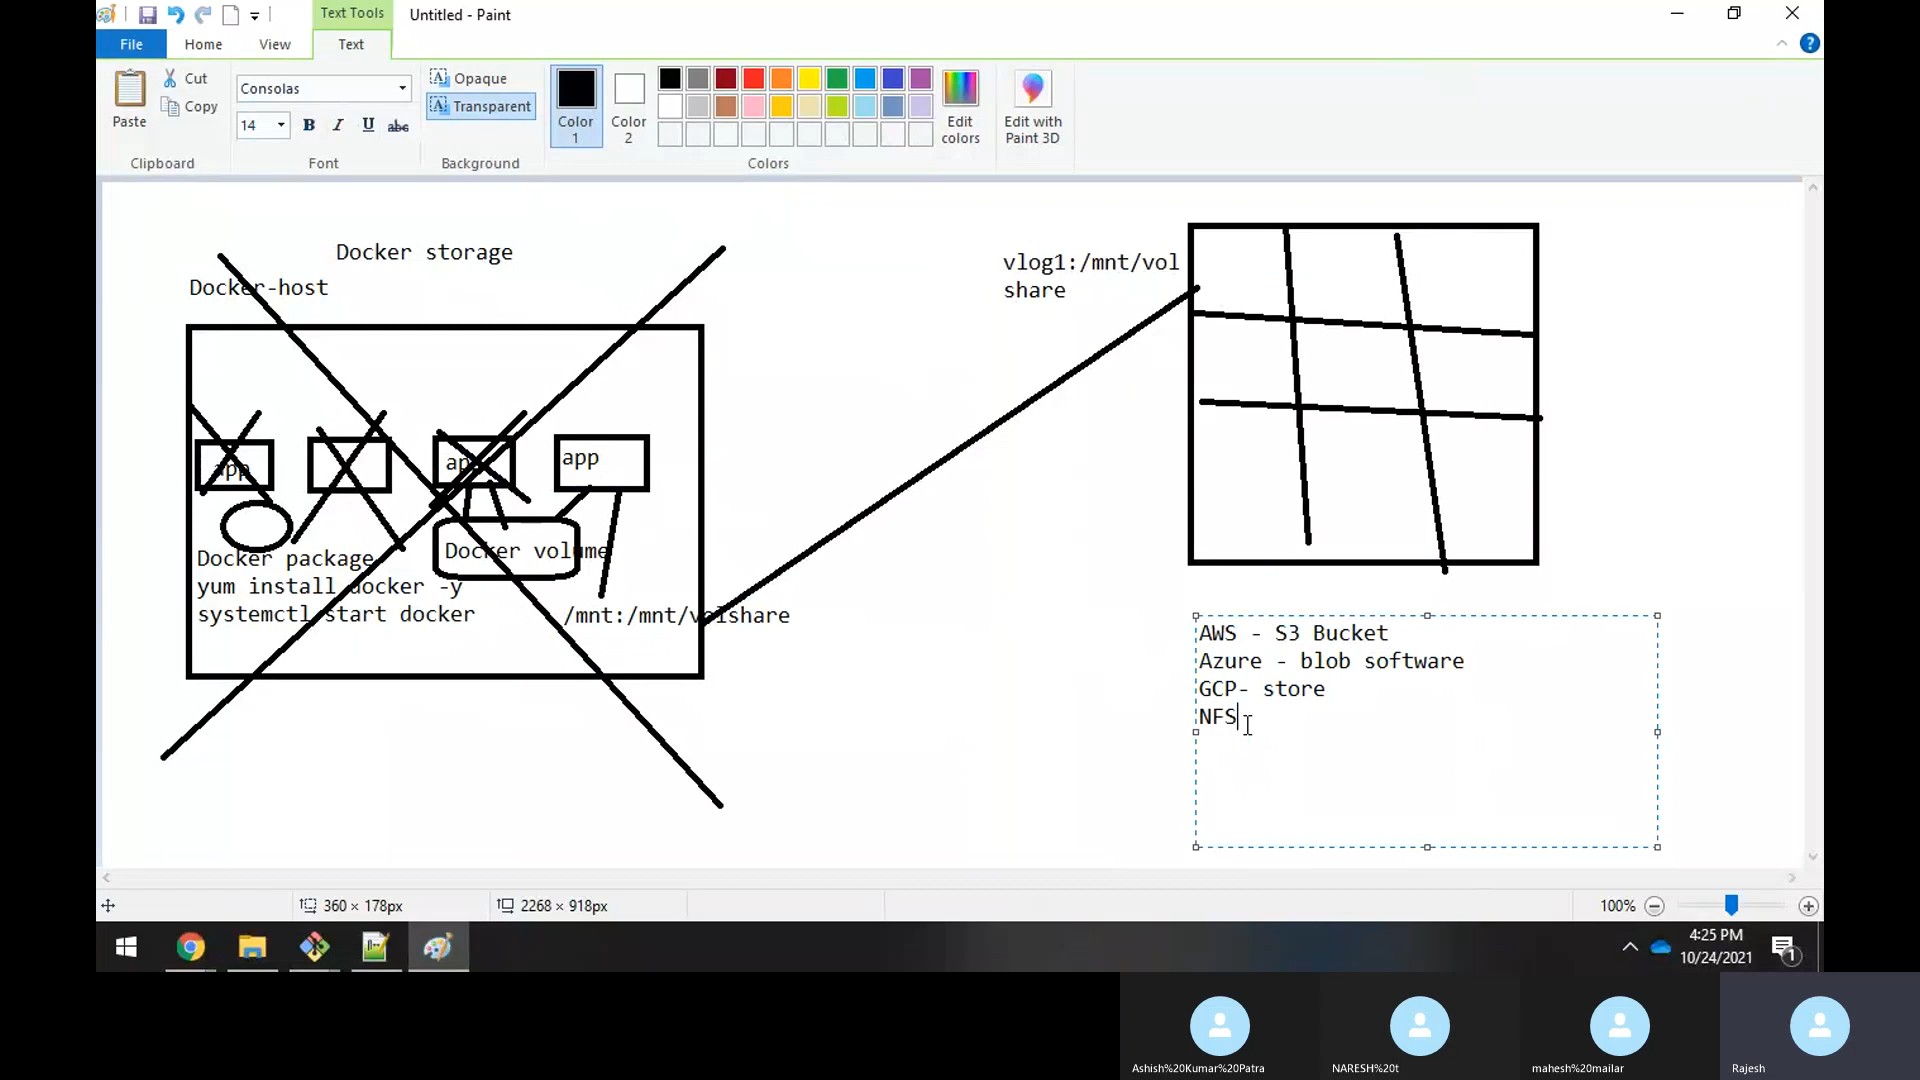 Text Tools
Untitled - Paint
File
Home
View
Text
Paste
Cut
Copy
Clipboard
Consolas
14
B I U abc
Font
Opaque
Transparent
Background
Color 1
Color 2
Edit colors
Colors
Edit with Paint 3D
Docker storage
Docker-host
app
app
app
Docker package
yum install docker -y
systemctl start docker
Docker volume
/mnt:/mnt/volshare
vlog1:/mnt/vol
share
AWS - S3 Bucket
Azure - blob software
GCP- store
NFS
360 × 178px
2268 × 918px
100%
4:25 PM
10/24/2021
1
Ashish%20Kumar%20Patra
NARESH%20t
mahesh%20mailar
Rajesh